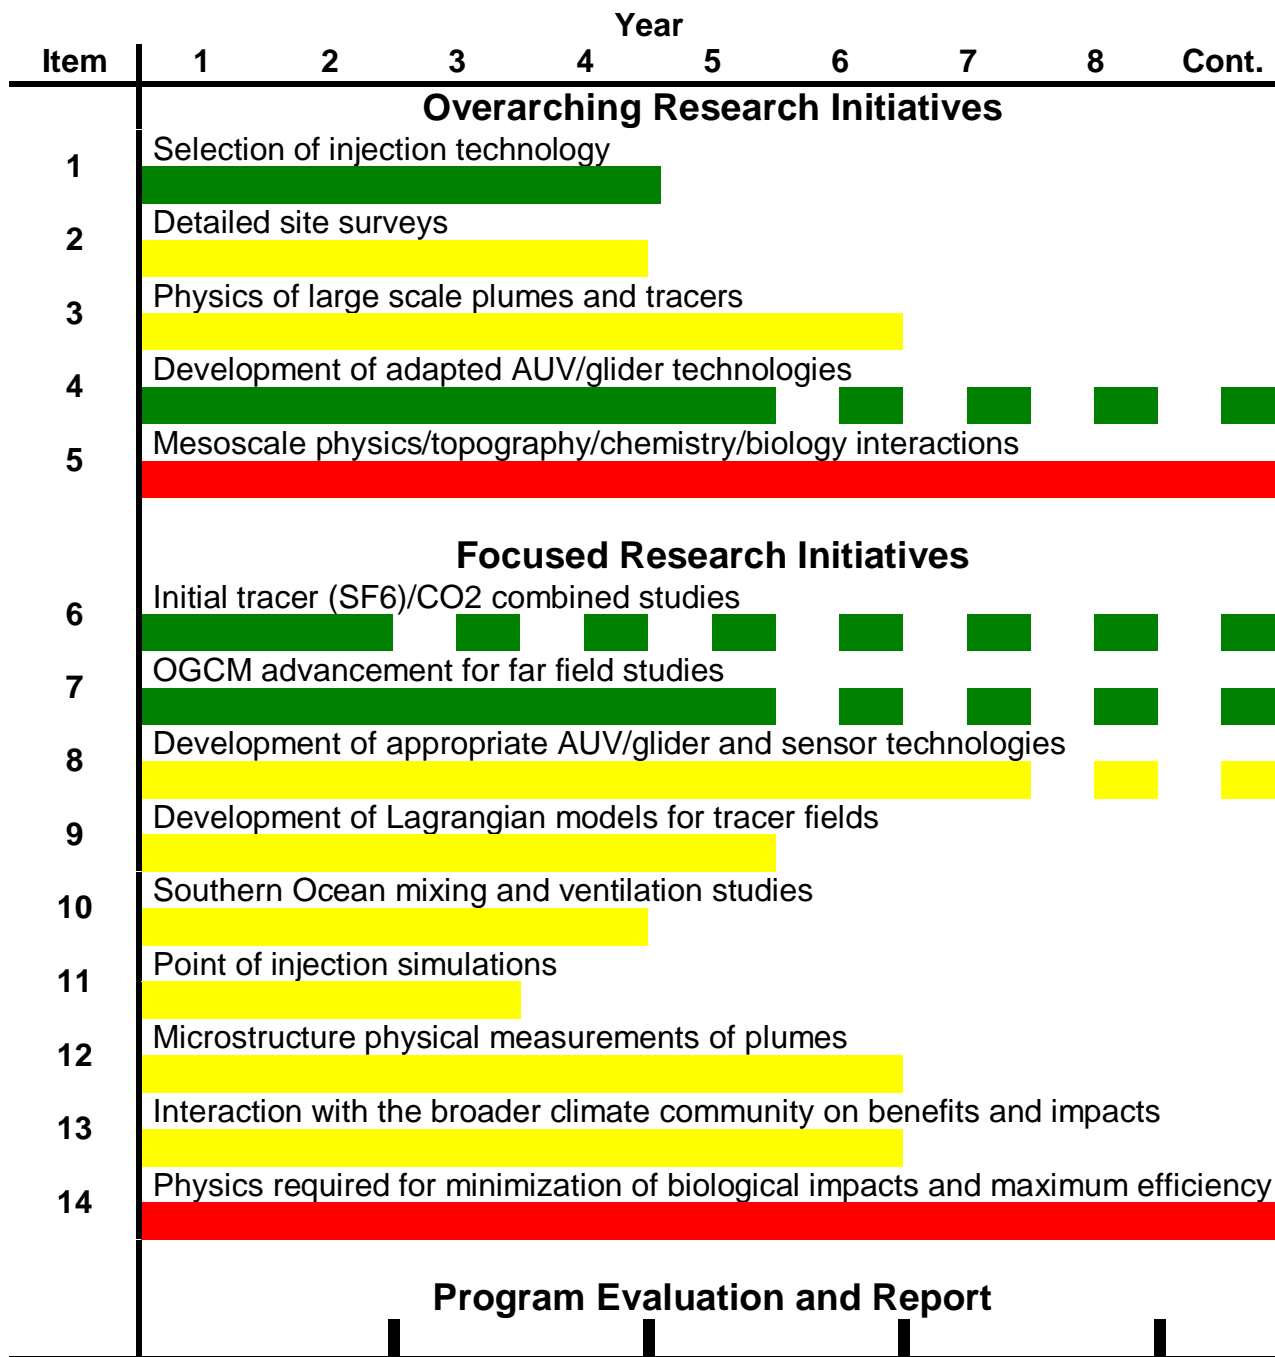 Year
Item 1 2 3 4 5 6 7 8 Cont.
Overarching Research Initiatives
1 Selection of injection technology
2 Detailed site surveys
3 Physics of large scale plumes and tracers
4 Development of adapted AUV/glider technologies
5 Mesoscale physics/topography/chemistry/biology interactions
Focused Research Initiatives
6 Initial tracer (SF6)/CO2 combined studies
7 OGCM advancement for far field studies
8 Development of appropriate AUV/glider and sensor technologies
9 Development of Lagrangian models for tracer fields
10 Southern Ocean mixing and ventilation studies
11 Point of injection simulations
12 Microstructure physical measurements of plumes
13 Interaction with the broader climate community on benefits and impacts
14 Physics required for minimization of biological impacts and maximum efficiency
Program Evaluation and Report